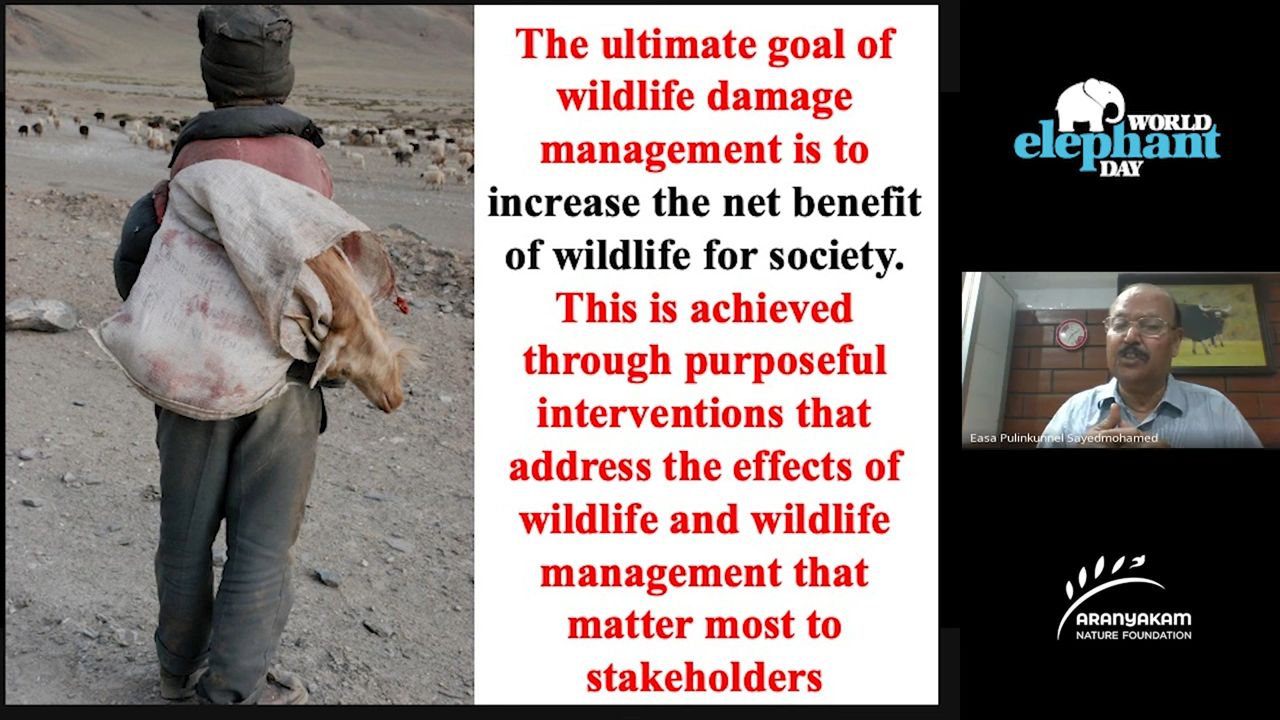 The ultimate goal of
wildlife damage
management is to
increase the net benefit
of wildlife for society.
This is achieved
through purposeful
interventions that
address the effects of
wildlife and wildlife
management that
matter most to
stakeholders
WORLD
elephant
DAY
Easa Pulinkunnel Sayedmohamed
ARANYAKAM
NATURE FOUNDATION